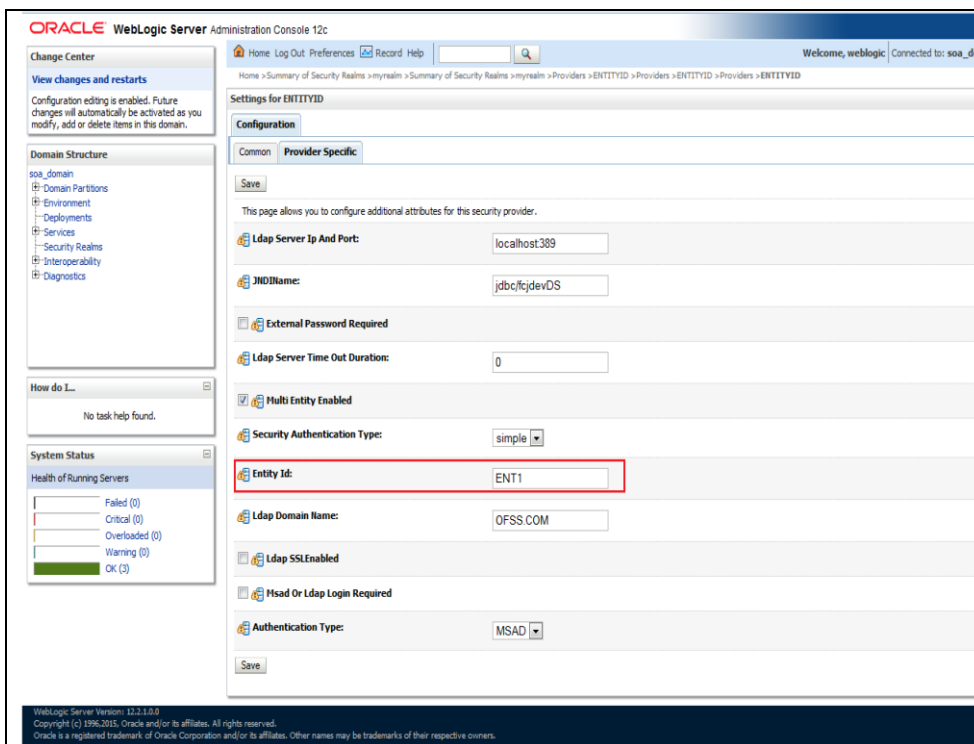 ORACLE WebLogic Server Administration Console 12c
Change Center
View changes and restarts
Configuration editing is enabled. Future
changes will automatically be activated as you
modify, add or delete items in this domain.
Domain Structure
soa_domain
Domain Partitions
Environment
Deployments
Services
Security Realms
Interoperability
Diagnostics
How do I...
No task help found.
System Status
Health of Running Servers
Failed (0)
Critical (0)
Overloaded (0)
Warning (0)
OK (3)
Home Log Out Preferences Record Help
Welcome, weblogic Connected to: soa_d
Home >Summary of Security Realms >myrealm >Summary of Security Realms >myrealm >Providers >ENTITYID >Providers >ENTITYID >Providers >ENTITYID
Settings for ENTITYID
Configuration
Common Provider Specific
Save
This page allows you to configure additional attributes for this security provider.
Ldap Server Ip And Port: localhost:389
JNDIName: jdbc/fcjdevDS
External Password Required
Ldap Server Time Out Duration: 0
Multi Entity Enabled
Security Authentication Type: simple
Entity Id: ENT1
Ldap Domain Name: OFSS.COM
Ldap SSLEnabled
Msad Or Ldap Login Required
Authentication Type: MSAD
Save
WebLogic Server Version: 12.2.1.0.0
Copyright (c) 1996,2015, Oracle and/or its affiliates. All rights reserved.
Oracle is a registered trademark of Oracle Corporation and/or its affiliates. Other names may be trademarks of their respective owners.